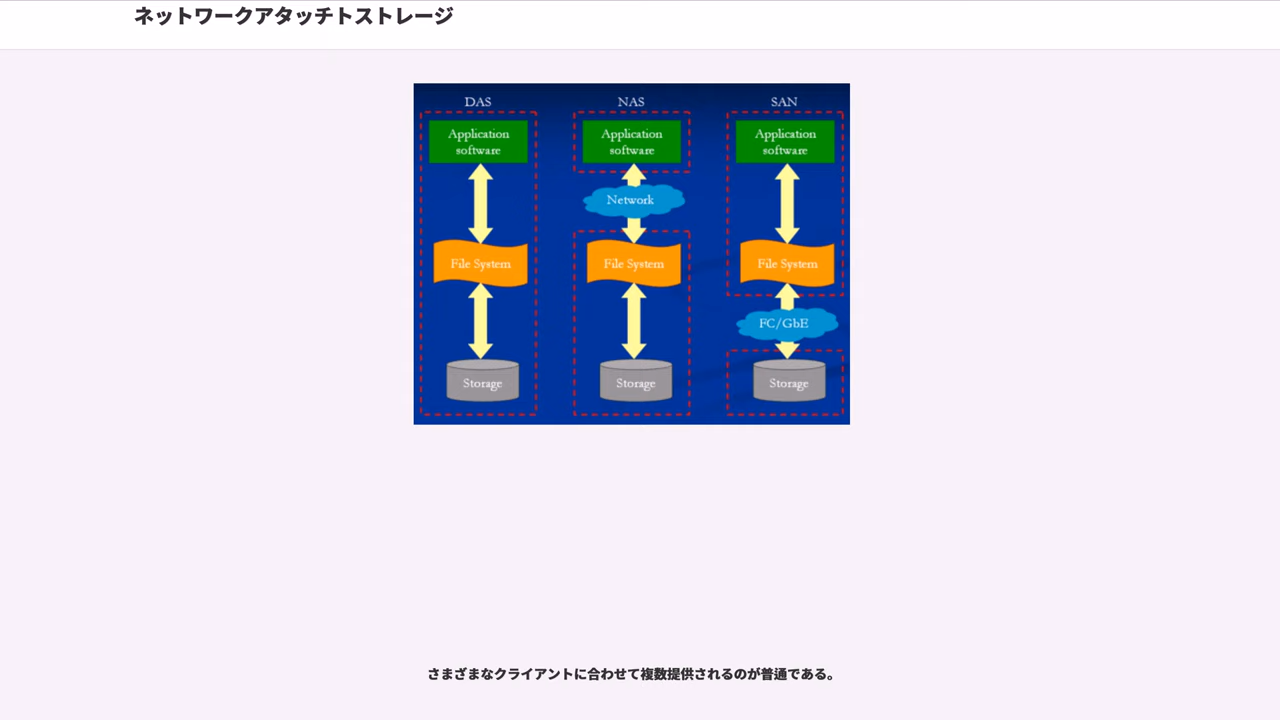 ネットワークアタッチトストレージ
DAS
NAS
SAN
Application
software
Application
software
Application
software
Network
File System
File System
File System
FC/GbE
Storage
Storage
Storage
さまざまなクライアントに合わせて複数提供されるのが普通である。